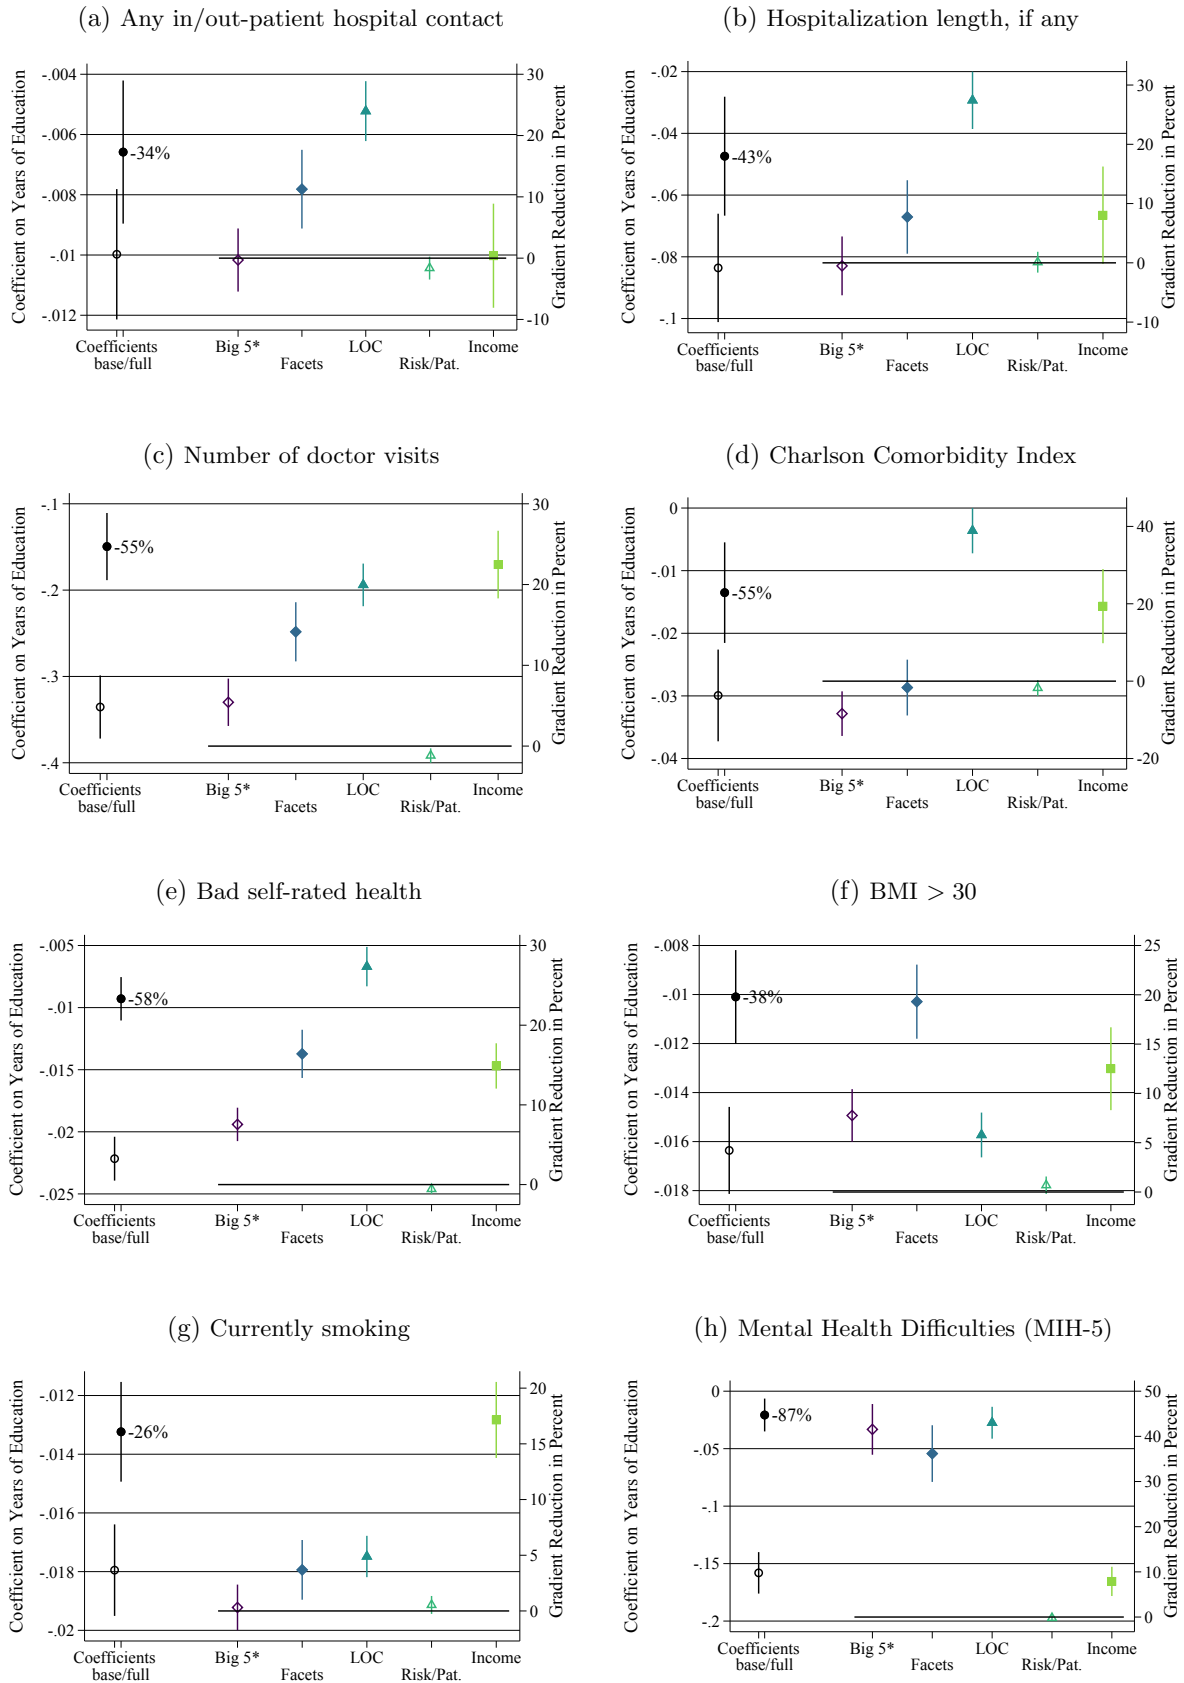 (a) Any in/out-patient hospital contact
Coefficient on Years of Education
-.004
-.006
-.008
-.01
-.012
-34%
30
20
10
0
-10
Gradient Reduction in Percent
Coefficients base/full
Big 5*
Facets
LOC
Risk/Pat.
Income
(b) Hospitalization length, if any
Coefficient on Years of Education
-.02
-.04
-.06
-.08
-.1
-43%
30
20
10
0
-10
Gradient Reduction in Percent
Coefficients base/full
Big 5*
Facets
LOC
Risk/Pat.
Income
(c) Number of doctor visits
Coefficient on Years of Education
-.1
-.2
-.3
-.4
-55%
30
20
10
0
Gradient Reduction in Percent
Coefficients base/full
Big 5*
Facets
LOC
Risk/Pat.
Income
(d) Charlson Comorbidity Index
Coefficient on Years of Education
0
-.01
-.02
-.03
-.04
-55%
40
20
0
-20
Gradient Reduction in Percent
Coefficients base/full
Big 5*
Facets
LOC
Risk/Pat.
Income
(e) Bad self-rated health
Coefficient on Years of Education
-.005
-.01
-.015
-.02
-.025
-58%
30
20
10
0
Gradient Reduction in Percent
Coefficients base/full
Big 5*
Facets
LOC
Risk/Pat.
Income
(f) BMI > 30
Coefficient on Years of Education
-.008
-.01
-.012
-.014
-.016
-.018
-38%
25
20
15
10
5
0
Gradient Reduction in Percent
Coefficients base/full
Big 5*
Facets
LOC
Risk/Pat.
Income
(g) Currently smoking
Coefficient on Years of Education
-.012
-.014
-.016
-.018
-.02
-26%
20
15
10
5
0
Gradient Reduction in Percent
Coefficients base/full
Big 5*
Facets
LOC
Risk/Pat.
Income
(h) Mental Health Difficulties (MIH-5)
Coefficient on Years of Education
0
-.05
-.1
-.15
-.2
-87%
50
40
30
20
10
0
Gradient Reduction in Percent
Coefficients base/full
Big 5*
Facets
LOC
Risk/Pat.
Income